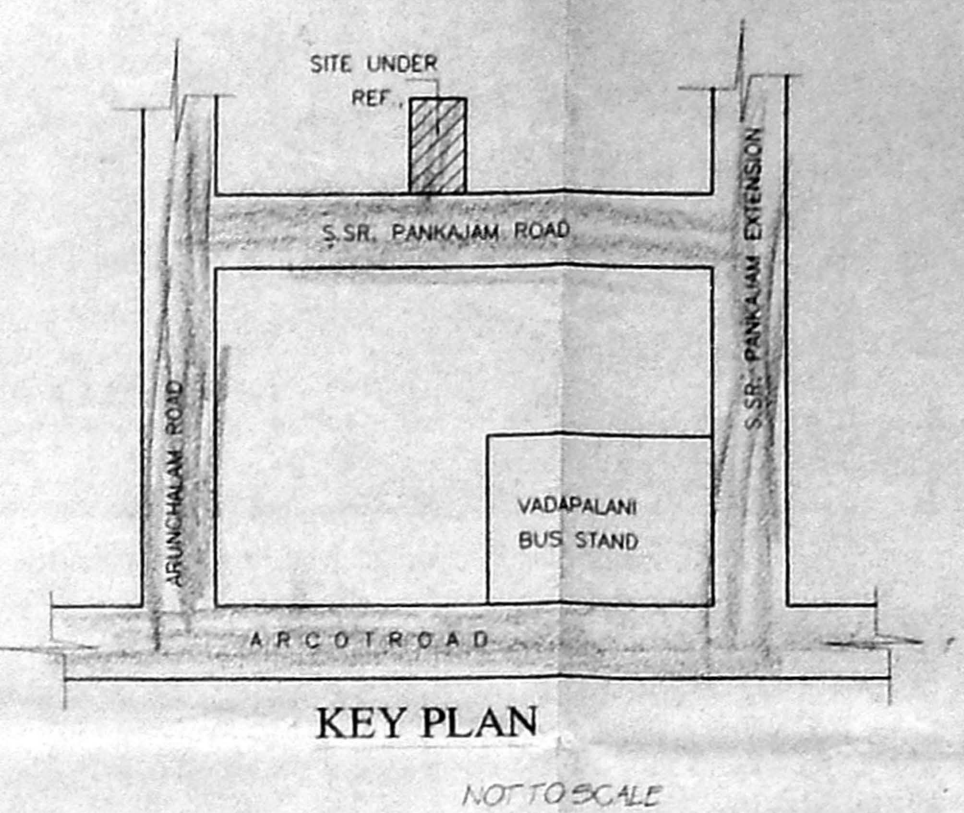 SITE UNDER
REF.,
S.SR. PANKAJAM ROAD
S.SR. PANKAJAM EXTENSION
ARUNCHALAM ROAD
VADAPALANI
BUS STAND
ARCOTROAD
KEY PLAN
NOT TO SCALE